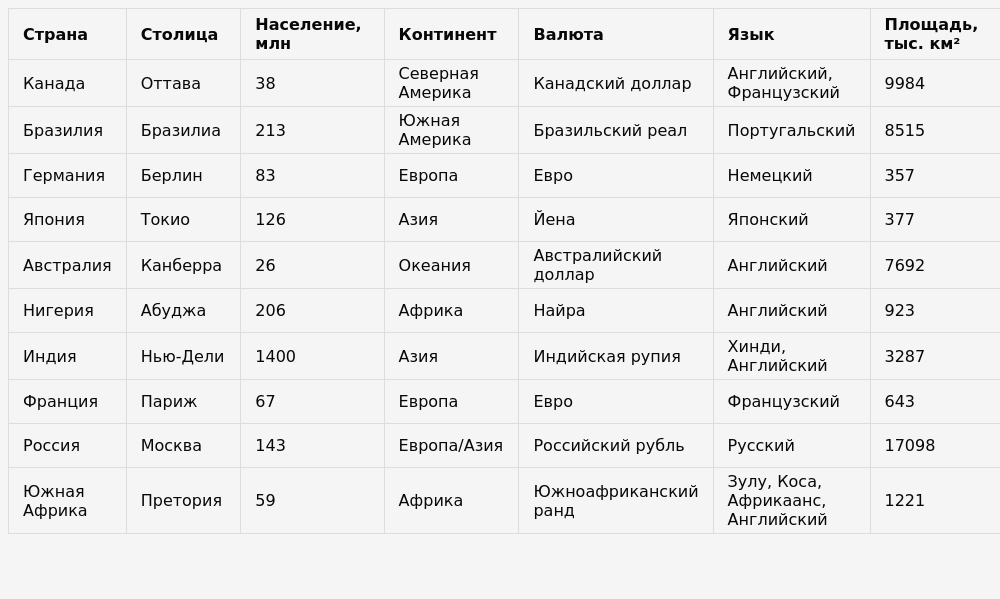 Страна Столица Население, млн Континент Валюта Язык Площадь, тыс. км²
Канада Оттава 38 Северная Америка Канадский доллар Английский, Французский 9984
Бразилия Бразилиа 213 Южная Америка Бразильский реал Португальский 8515
Германия Берлин 83 Европа Евро Немецкий 357
Япония Токио 126 Азия Йена Японский 377
Австралия Канберра 26 Океания Австралийский доллар Английский 7692
Нигерия Абуджа 206 Африка Найра Английский 923
Индия Нью-Дели 1400 Азия Индийская рупия Хинди, Английский 3287
Франция Париж 67 Европа Евро Французский 643
Россия Москва 143 Европа/Азия Российский рубль Русский 17098
Южная Африка Претория 59 Африка Южноафриканский ранд Зулу, Коса, Африкаанс, Английский 1221